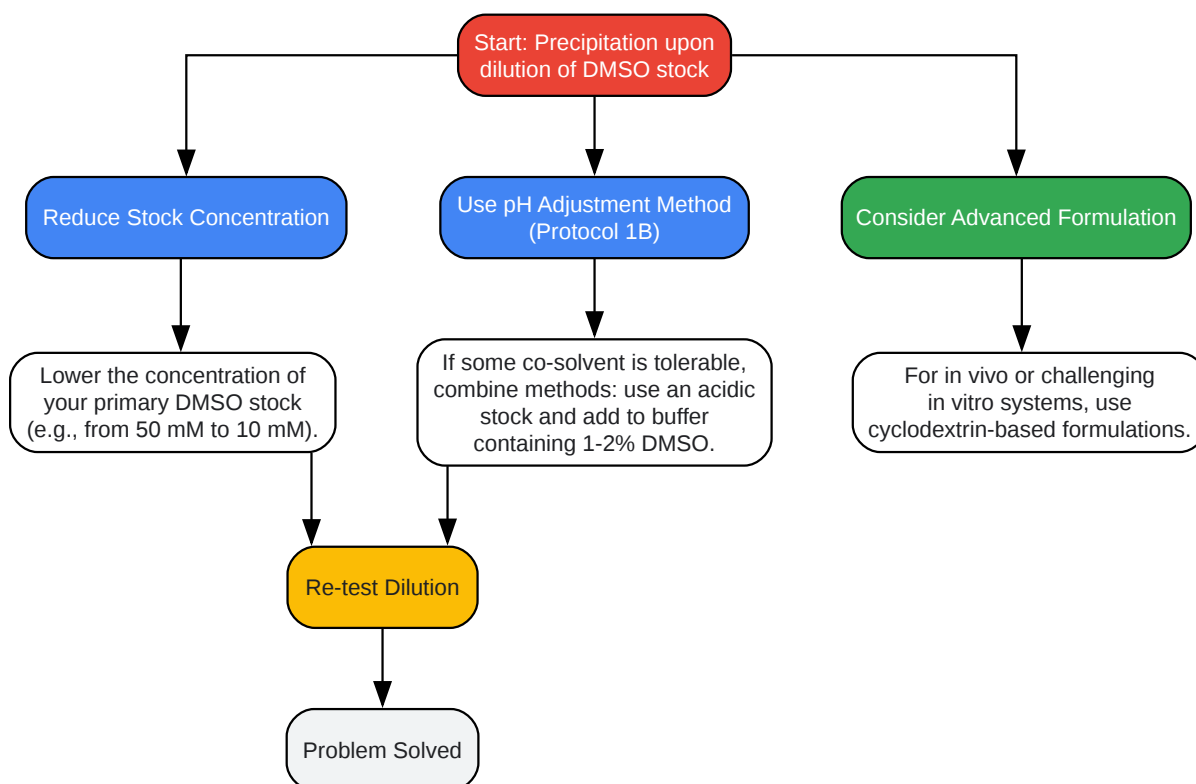 Start: Precipitation upon
dilution of DMSO stock
Reduce Stock Concentration
Use pH Adjustment Method
(Protocol 1B)
Consider Advanced Formulation
Lower the concentration of
your primary DMSO stock
(e.g., from 50 mM to 10 mM).
If some co-solvent is tolerable,
combine methods: use an acidic
stock and add to buffer
containing 1-2% DMSO.
For in vivo or challenging
in vitro systems, use
cyclodextrin-based formulations.
Re-test Dilution
Problem Solved